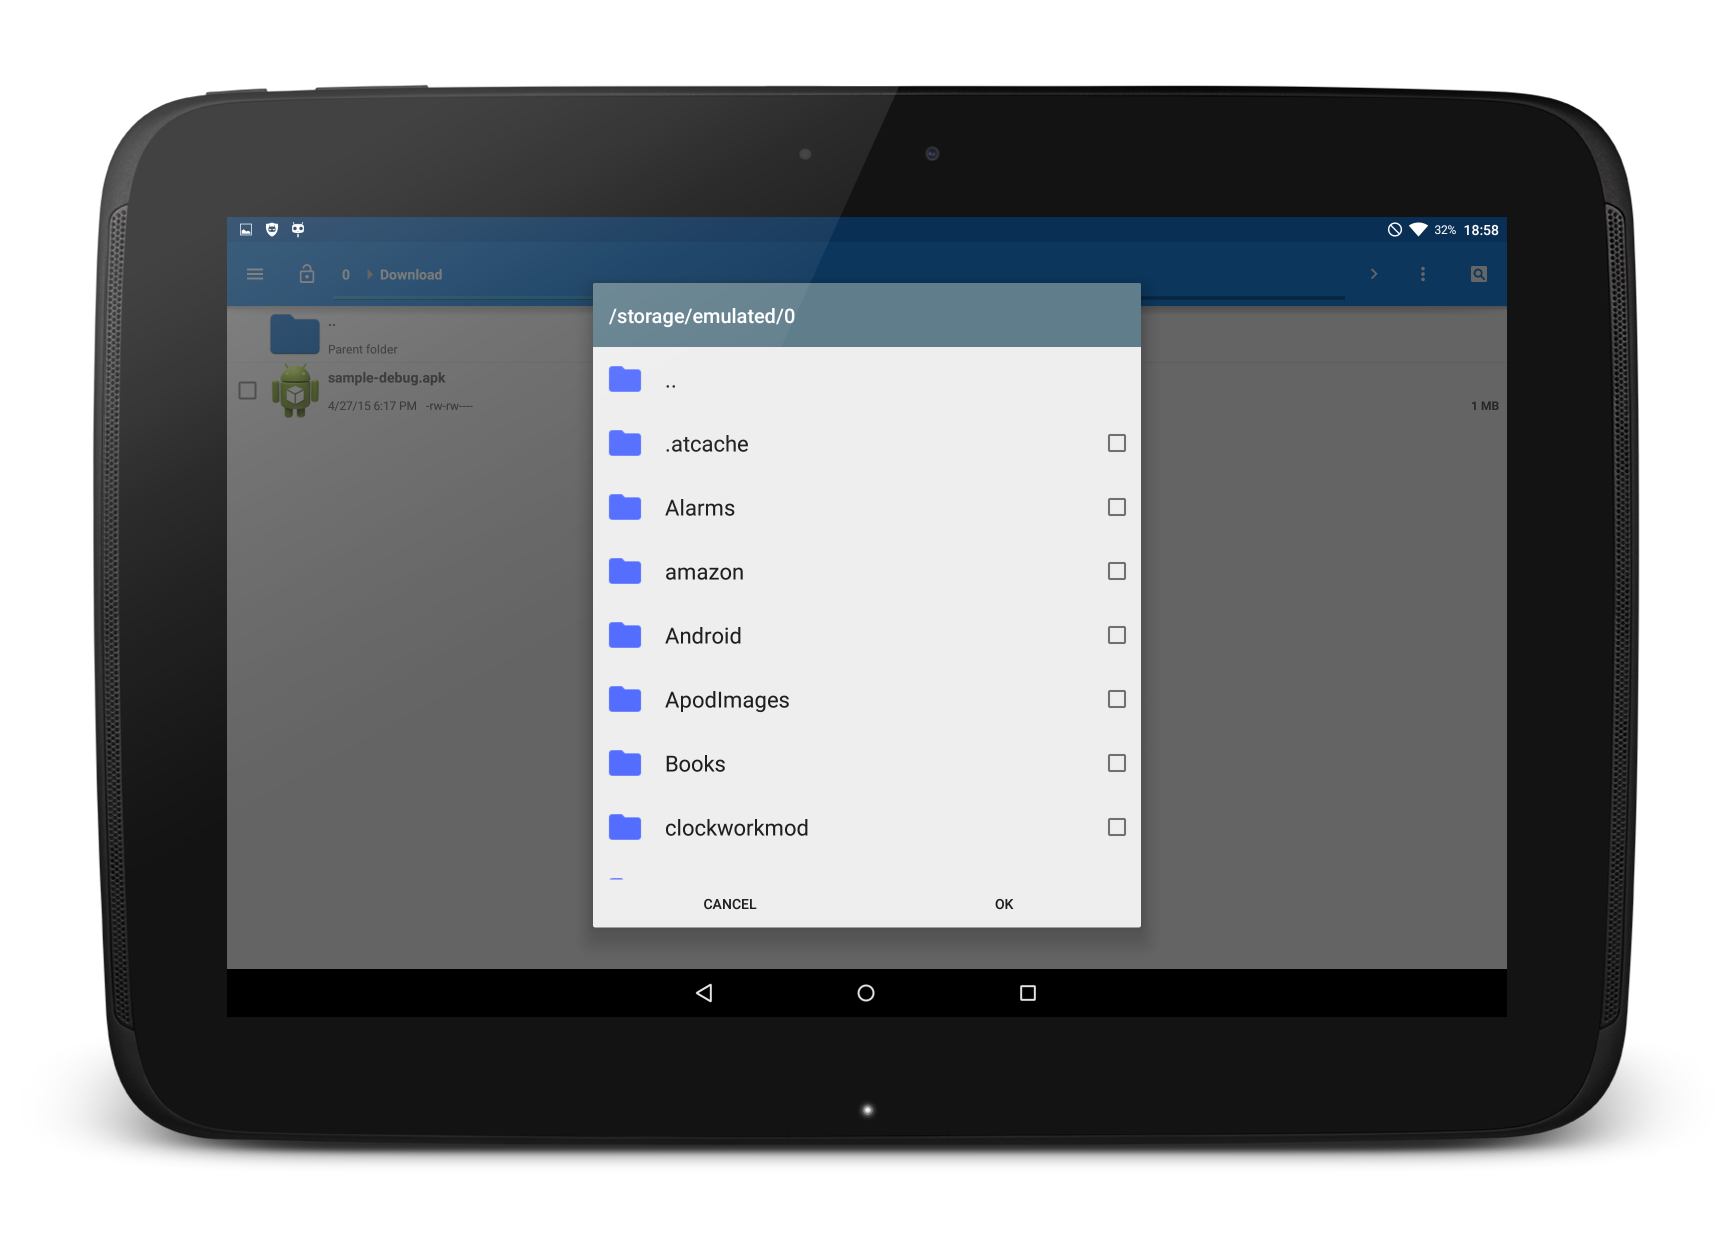 32% 18:58
0 Download
/storage/emulated/0
..
Parent folder
sample-debug.apk
4/27/15 6:17 PM -rw-rw----
1 MB
..
.atcache
Alarms
amazon
Android
ApodImages
Books
clockworkmod
CANCEL OK